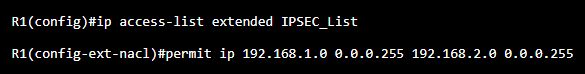 R1(config)#ip access-list extended IPSEC_List
R1(config-ext-nacl)#permit ip 192.168.1.0 0.0.0.255 192.168.2.0 0.0.0.255